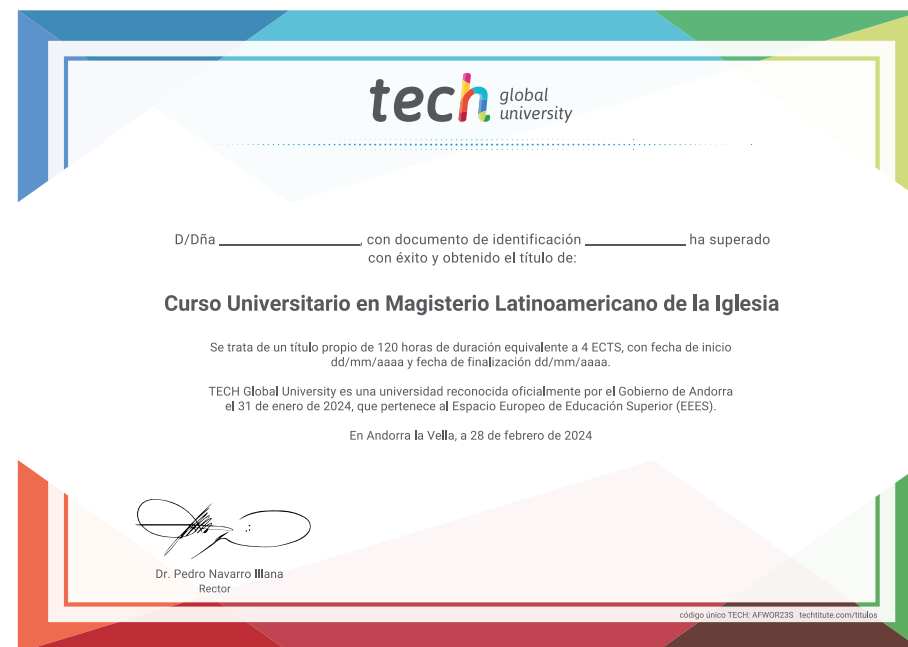 tech global university
D/Dña ____________________, con documento de identificación ______________ ha superado
con éxito y obtenido el título de:
Curso Universitario en Magisterio Latinoamericano de la Iglesia
Se trata de un título propio de 120 horas de duración equivalente a 4 ECTS, con fecha de inicio
dd/mm/aaaa y fecha de finalización dd/mm/aaaa.
TECH Global University es una universidad reconocida oficialmente por el Gobierno de Andorra
el 31 de enero de 2024, que pertenece al Espacio Europeo de Educación Superior (EEES).
En Andorra la Vella, a 28 de febrero de 2024
Dr. Pedro Navarro Illana
Rector
código único TECH: AFWOR23S techtitute.com/titulos